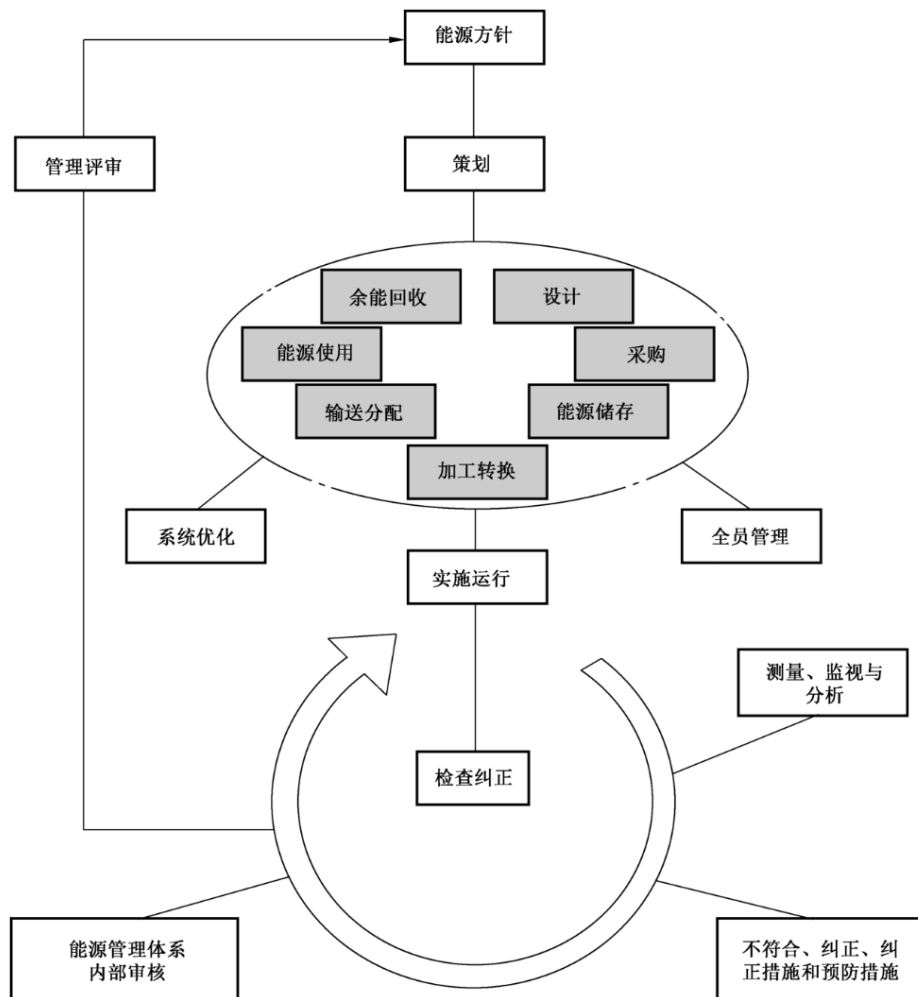 能源方针
管理评审
策划
余能回收
设计
能源使用
采购
输送分配
能源储存
加工转换
系统优化
全员管理
实施运行
测量、监视与
分析
检查纠正
能源管理体系
内部审核
不符合、纠正、纠
正措施和预防措施